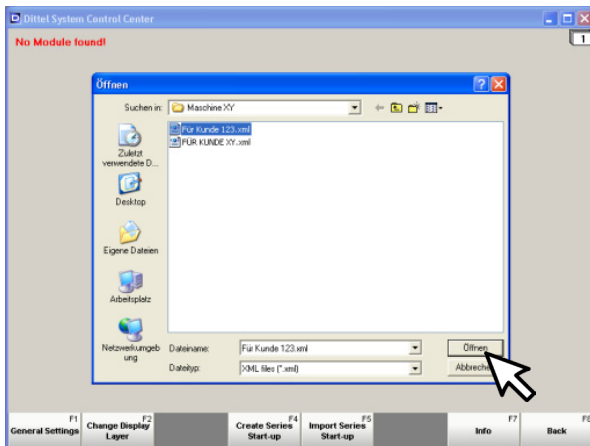 Dittel System Control Center
No Module found!
1
Öffnen
Suchen in:
Maschine XY
Für Kunde 123.xml
FÜR KUNDE XY.xml
Zuletzt
verwendete D...
Desktop
Eigene Dateien
Arbeitsplatz
Netzwerkumgeb
ung
Dateiname:
Für Kunde 123.xml
Öffnen
Dateityp:
XML files (*.xml)
Abbreche
F1
General Settings
F2
Change Display
Layer
F4
Create Series
Start-up
F5
Import Series
Start-up
F7
Info
F8
Back